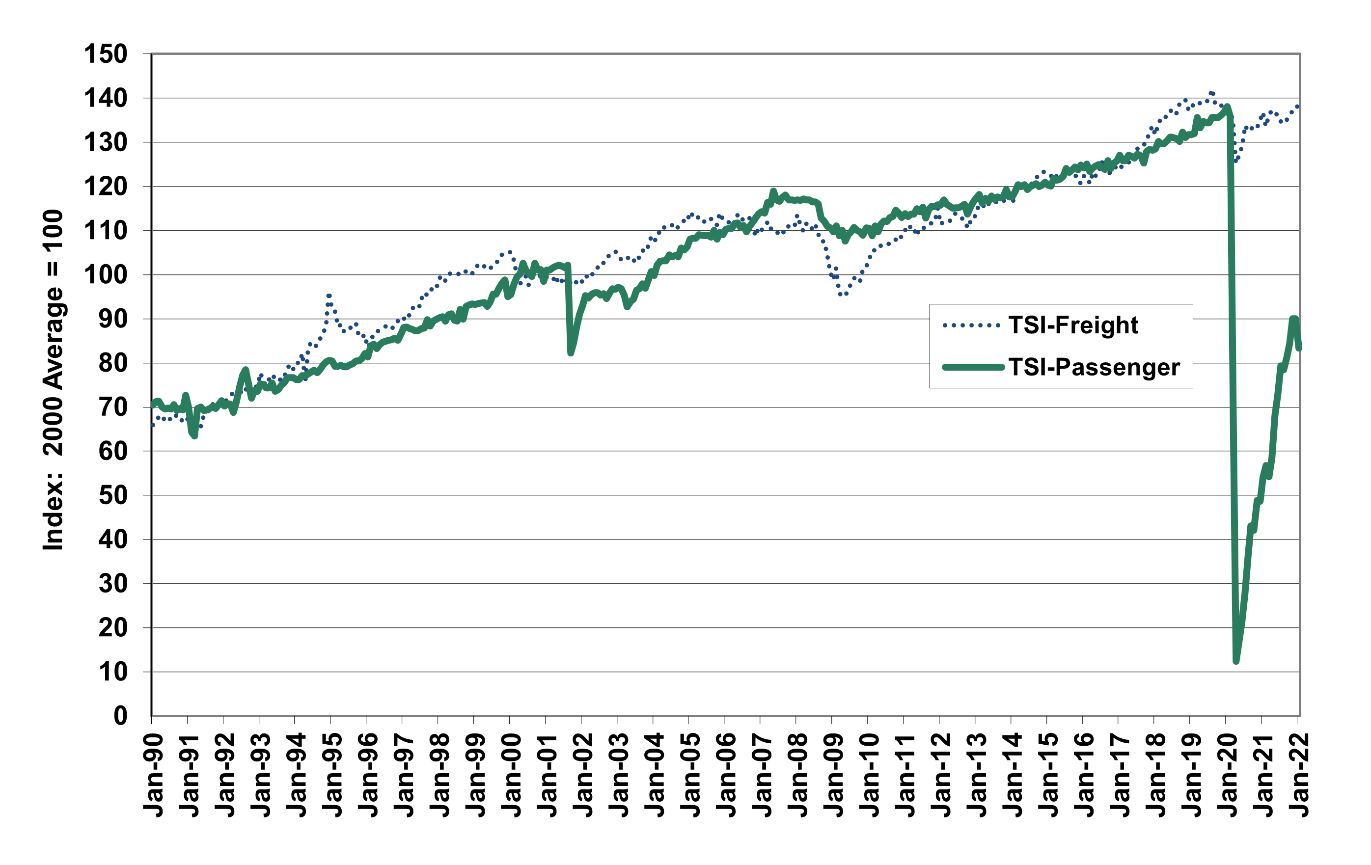 150
140
130
120
110
100
90
80
70
60
50
40
30
20
10
0
Index: 2000 Average = 100
TSI-Freight
TSI-Passenger
Jan-90
Jan-91
Jan-92
Jan-93
Jan-94
Jan-95
Jan-96
Jan-97
Jan-98
Jan-99
Jan-00
Jan-01
Jan-02
Jan-03
Jan-04
Jan-05
Jan-06
Jan-07
Jan-08
Jan-09
Jan-10
Jan-11
Jan-12
Jan-13
Jan-14
Jan-15
Jan-16
Jan-17
Jan-18
Jan-19
Jan-20
Jan-21
Jan-22